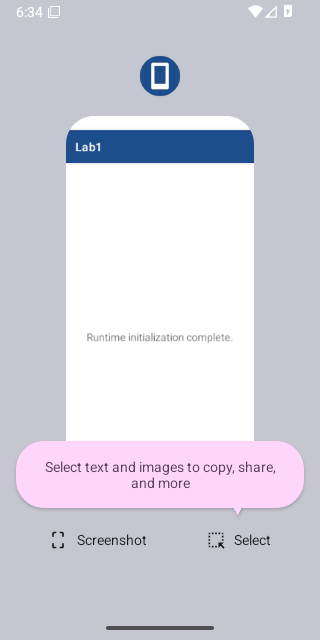 6:34
Lab1
Runtime initialization complete.
Select text and images to copy, share,
and more
Screenshot
Select